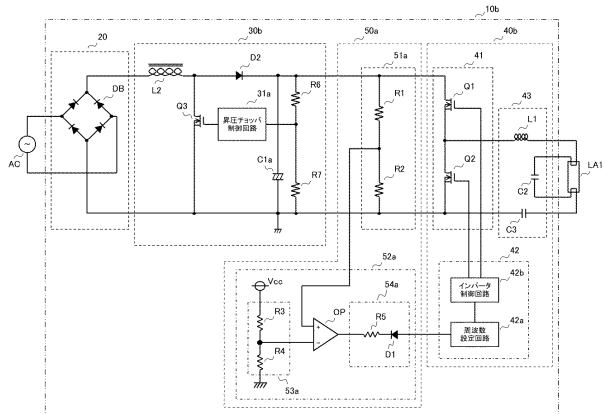 10b
20
30b
50a
51a
40b
41
43
DB
AC
L2
D2
Q3
31a
昇圧チョッパ
制御回路
R6
C1a
R7
R1
R2
Q1
Q2
L1
C2
LA1
C3
42
42b
インバータ
制御回路
42a
周波数
設定回路
52a
Vcc
R3
R4
53a
OP
+
−
54a
R5
D1